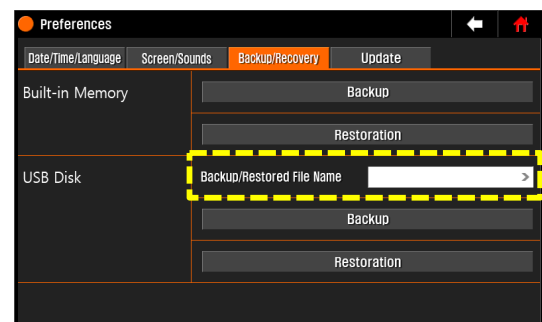 Preferences
Date/Time/Language Screen/Sounds Backup/Recovery Update
Built-in Memory
Backup
Restoration
USB Disk
Backup/Restored File Name
Backup
Restoration